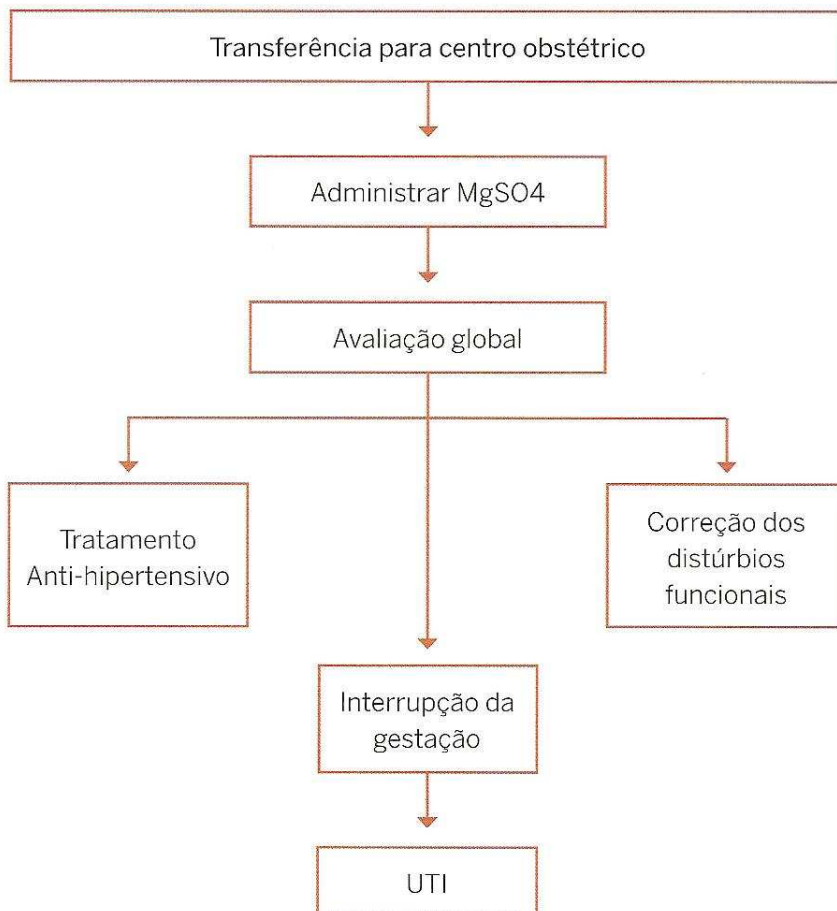 Transferência para centro obstétrico
Administrar MgSO4
Avaliação global
Tratamento
Anti-hipertensivo
Correção dos
distúrbios
funcionais
Interrupção da
gestação
UTI